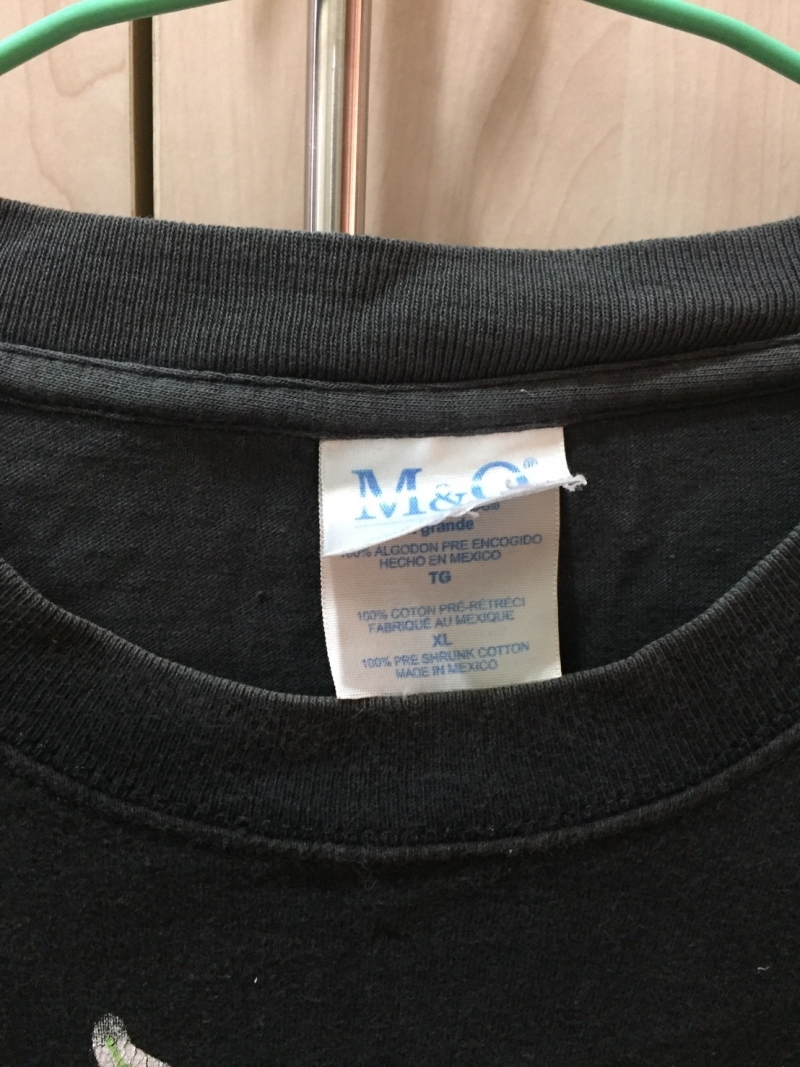 M&O®
grande
100% ALGODON PRE ENCOGIDO
HECHO EN MEXICO
TG
100% COTON PRÉ-RÉTRÉCI
FABRIQUÉ AU MEXIQUE
XL
100% PRE SHRUNK COTTON
MADE IN MEXICO